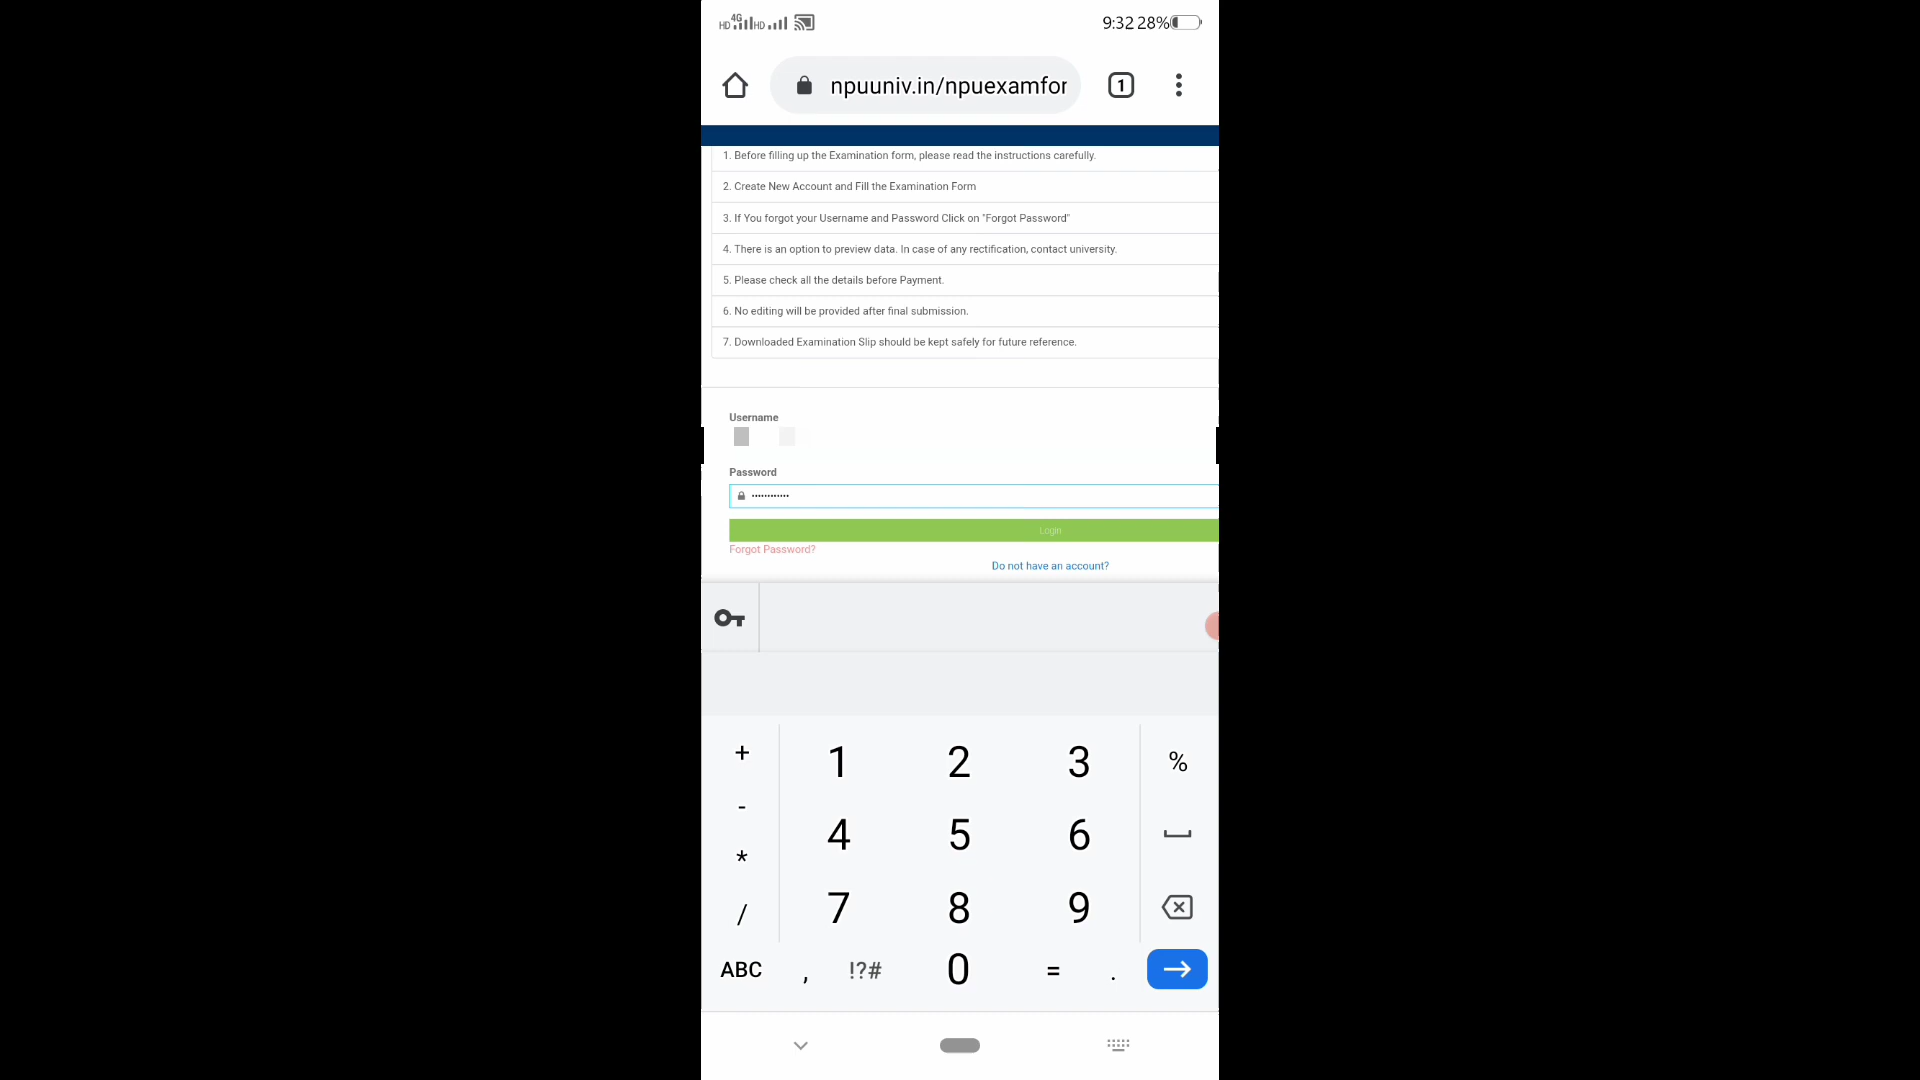 HD 4G HD 9:32 28%
npuuniv.in/npuexamfor 1
1. Before filling up the Examination form, please read the instructions carefully.
2. Create New Account and Fill the Examination Form
3. If You forgot your Username and Password Click on "Forgot Password"
4. There is an option to preview data. In case of any rectification, contact university.
5. Please check all the details before Payment.
6. No editing will be provided after final submission.
7. Downloaded Examination Slip should be kept safely for future reference.
Username
Password
••••••••••••
Login
Forgot Password?
Do not have an account?
+ 1 2 3 %
- 4 5 6
*
/ 7 8 9
ABC , !?# 0 = .